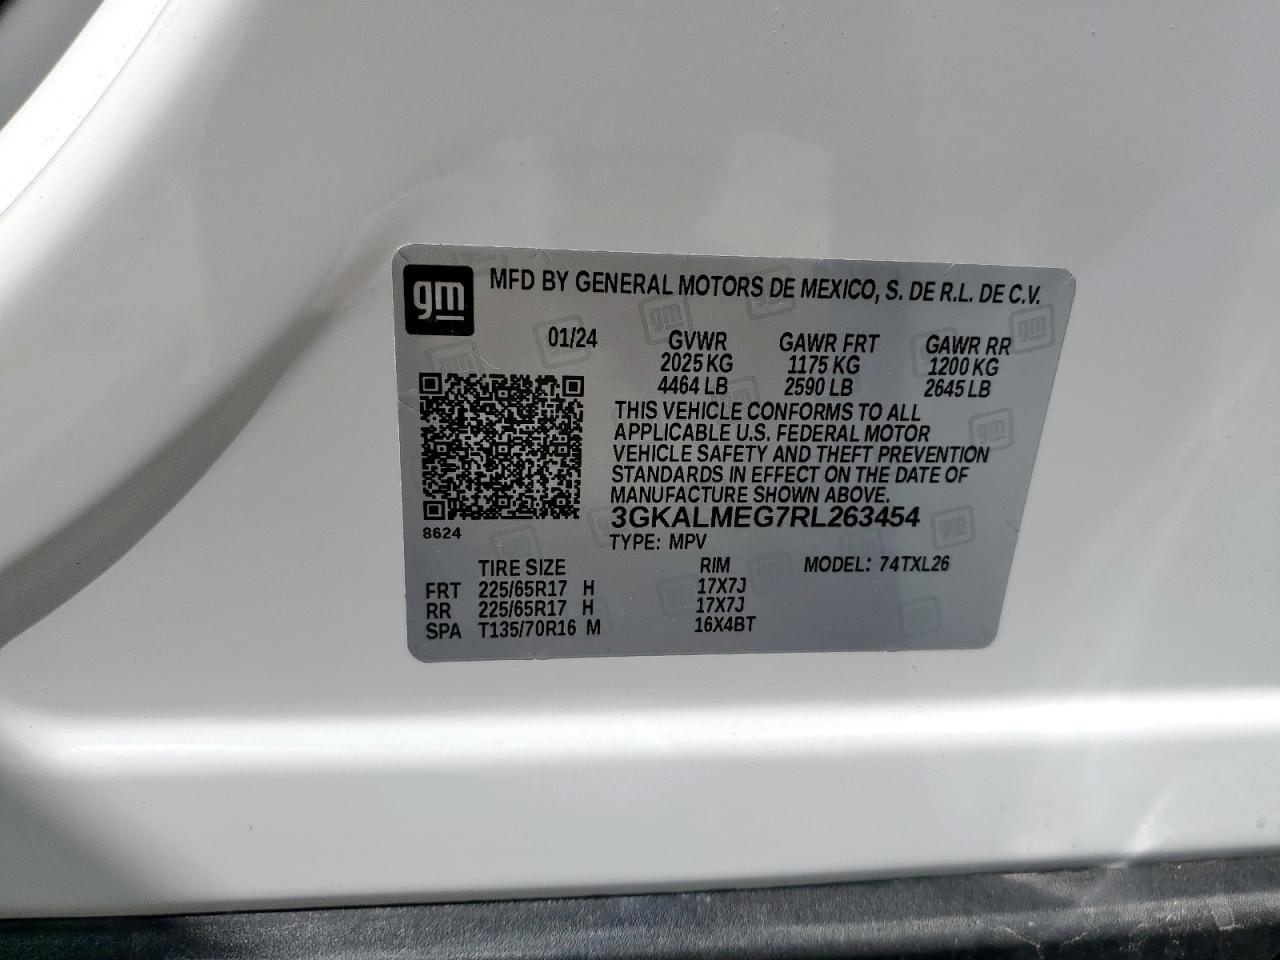 gm
MFD BY GENERAL MOTORS DE MEXICO, S. DE R.L. DE C.V.
01/24 GVWR GAWR FRT GAWR RR
2025 KG 1175 KG 1200 KG
4464 LB 2590 LB 2645 LB
THIS VEHICLE CONFORMS TO ALL
APPLICABLE U.S. FEDERAL MOTOR
VEHICLE SAFETY AND THEFT PREVENTION
STANDARDS IN EFFECT ON THE DATE OF
MANUFACTURE SHOWN ABOVE.
3GKALMEG7RL263454
8624
TYPE: MPV
TIRE SIZE RIM MODEL: 74TXL26
FRT 225/65R17 H 17X7J
RR 225/65R17 H 17X7J
SPA T135/70R16 M 16X4BT